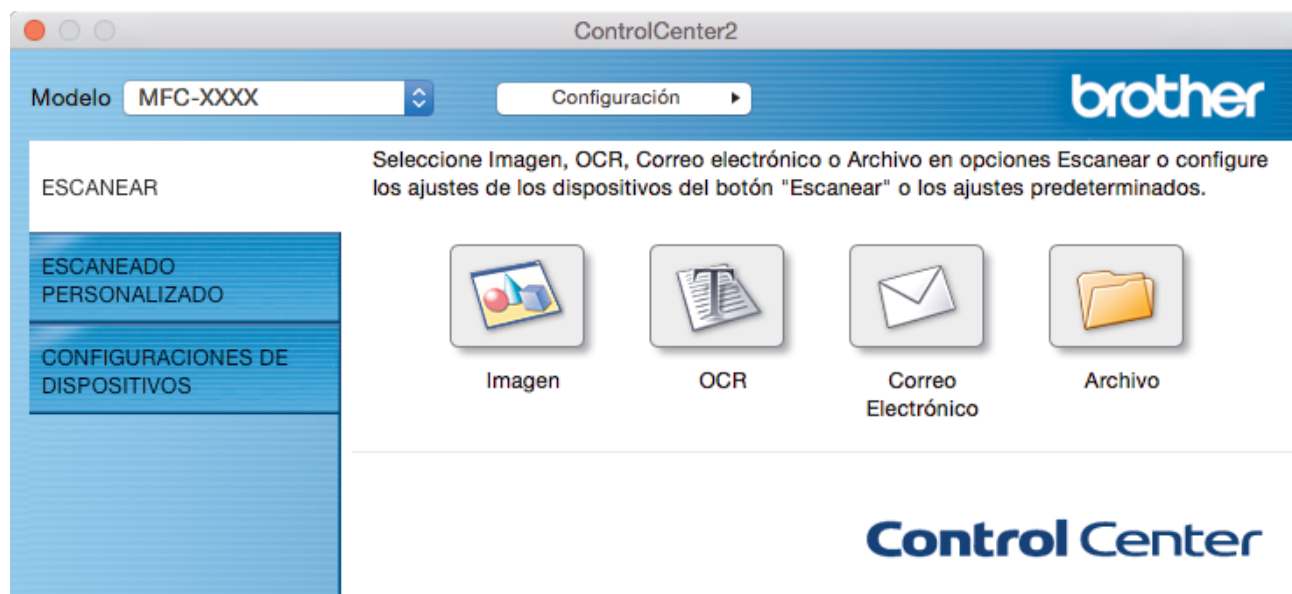 ControlCenter2
Modelo MFC-XXXX Configuración brother
ESCANEAR
Seleccione Imagen, OCR, Correo electrónico o Archivo en opciones Escanear o configure
los ajustes de los dispositivos del botón "Escanear" o los ajustes predeterminados.
ESCANEADO
PERSONALIZADO
CONFIGURACIONES DE
DISPOSITIVOS
T
Imagen OCR Correo Archivo
Electrónico
Control Center